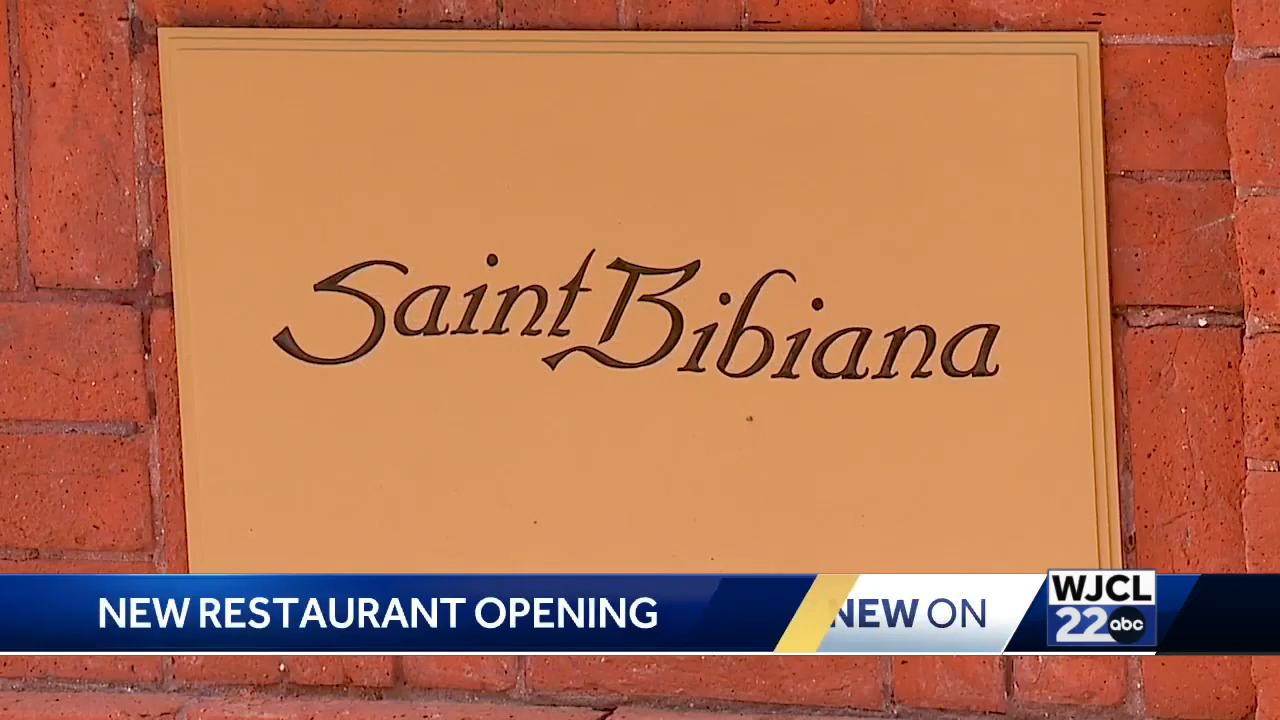 Saint Bibiana
NEW RESTAURANT OPENING
NEW ON
WJCL
22 abc